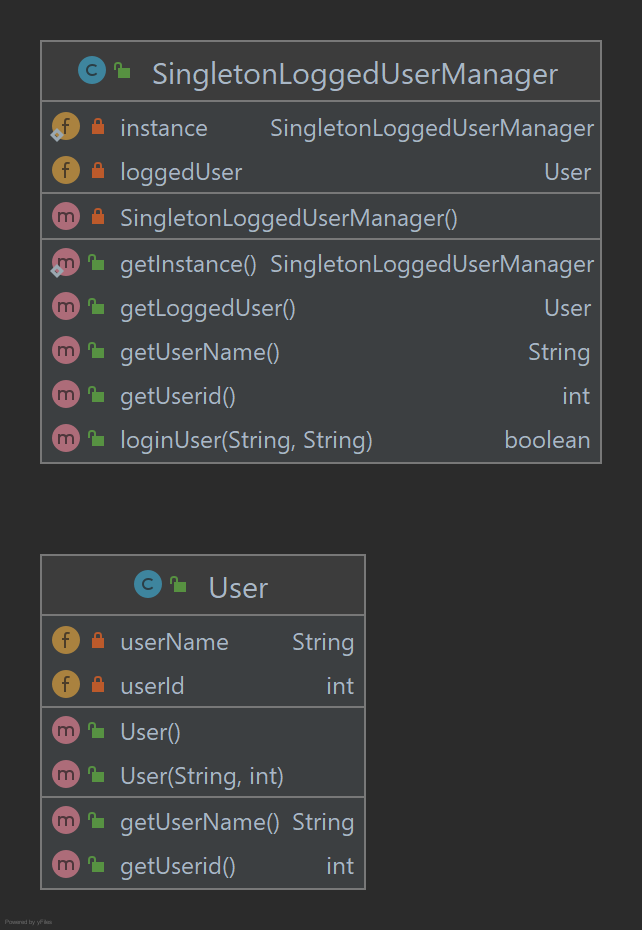 SingletonLoggedUserManager
instance SingletonLoggedUserManager
loggedUser User
SingletonLoggedUserManager()
getInstance() SingletonLoggedUserManager
getLoggedUser() User
getUserName() String
getUserid() int
loginUser(String, String) boolean
User
userName String
userId int
User()
User(String, int)
getUserName() String
getUserid() int
Powered by yFiles